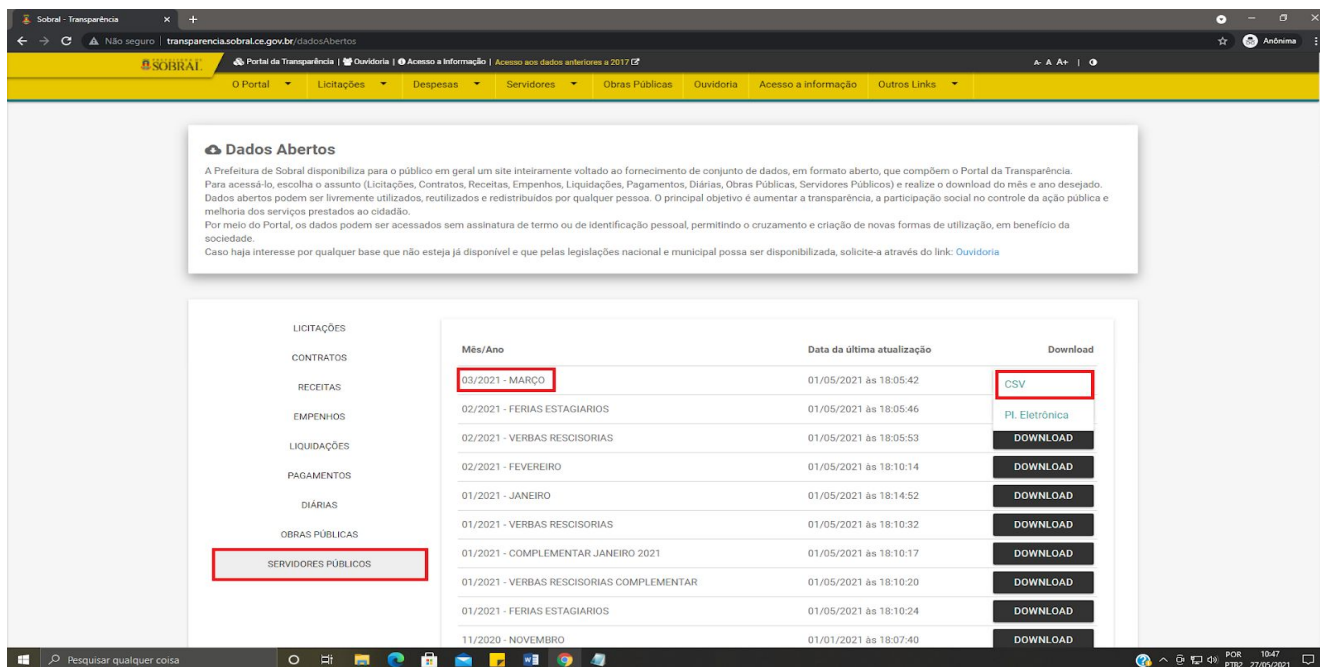 Sobral - Transparência
Anônima
Não seguro | transparencia.sobral.ce.gov.br/dadosAbertos
SOBRAL
Portal da Transparência | Ouvidoria | Acesso a Informação | Acesso aos dados anteriores a 2017
A- A A+ |
O Portal Licitações Despesas Servidores Obras Públicas Ouvidoria Acesso a informação Outros Links
Dados Abertos
A Prefeitura de Sobral disponibiliza para o público em geral um site inteiramente voltado ao fornecimento de conjunto de dados, em formato aberto, que compõem o Portal da Transparência.
Para acessá-lo, escolha o assunto (Licitações, Contratos, Receitas, Empenhos, Liquidações, Pagamentos, Diárias, Obras Públicas, Servidores Públicos) e realize o download do mês e ano desejado.
Dados abertos podem ser livremente utilizados, reutilizados e redistribuídos por qualquer pessoa. O principal objetivo é aumentar a transparência, a participação social no controle da ação pública e
melhoria dos serviços prestados ao cidadão.
Por meio do Portal, os dados podem ser acessados sem assinatura de termo ou de identificação pessoal, permitindo o cruzamento e criação de novas formas de utilização, em benefício da
sociedade.
Caso haja interesse por qualquer base que não esteja já disponível e que pelas legislações nacional e municipal possa ser disponibilizada, solicite-a através do link: Ouvidoria
LICITAÇÕES
CONTRATOS
RECEITAS
EMPENHOS
LIQUIDAÇÕES
PAGAMENTOS
DIÁRIAS
OBRAS PÚBLICAS
SERVIDORES PÚBLICOS
Mês/Ano Data da última atualização Download
03/2021 - MARÇO 01/05/2021 às 18:05:42 CSV
02/2021 - FERIAS ESTAGIARIOS 01/05/2021 às 18:05:46 Pl. Eletrônica
02/2021 - VERBAS RESCISORIAS 01/05/2021 às 18:05:53 DOWNLOAD
02/2021 - FEVEREIRO 01/05/2021 às 18:10:14 DOWNLOAD
01/2021 - JANEIRO 01/05/2021 às 18:14:52 DOWNLOAD
01/2021 - VERBAS RESCISORIAS 01/05/2021 às 18:10:32 DOWNLOAD
01/2021 - COMPLEMENTAR JANEIRO 2021 01/05/2021 às 18:10:17 DOWNLOAD
01/2021 - VERBAS RESCISORIAS COMPLEMENTAR 01/05/2021 às 18:10:20 DOWNLOAD
01/2021 - FERIAS ESTAGIARIOS 01/05/2021 às 18:10:24 DOWNLOAD
11/2020 - NOVEMBRO 01/01/2021 às 18:07:40 DOWNLOAD
Pesquisar qualquer coisa
POR 10:47
PTB2 27/05/2021